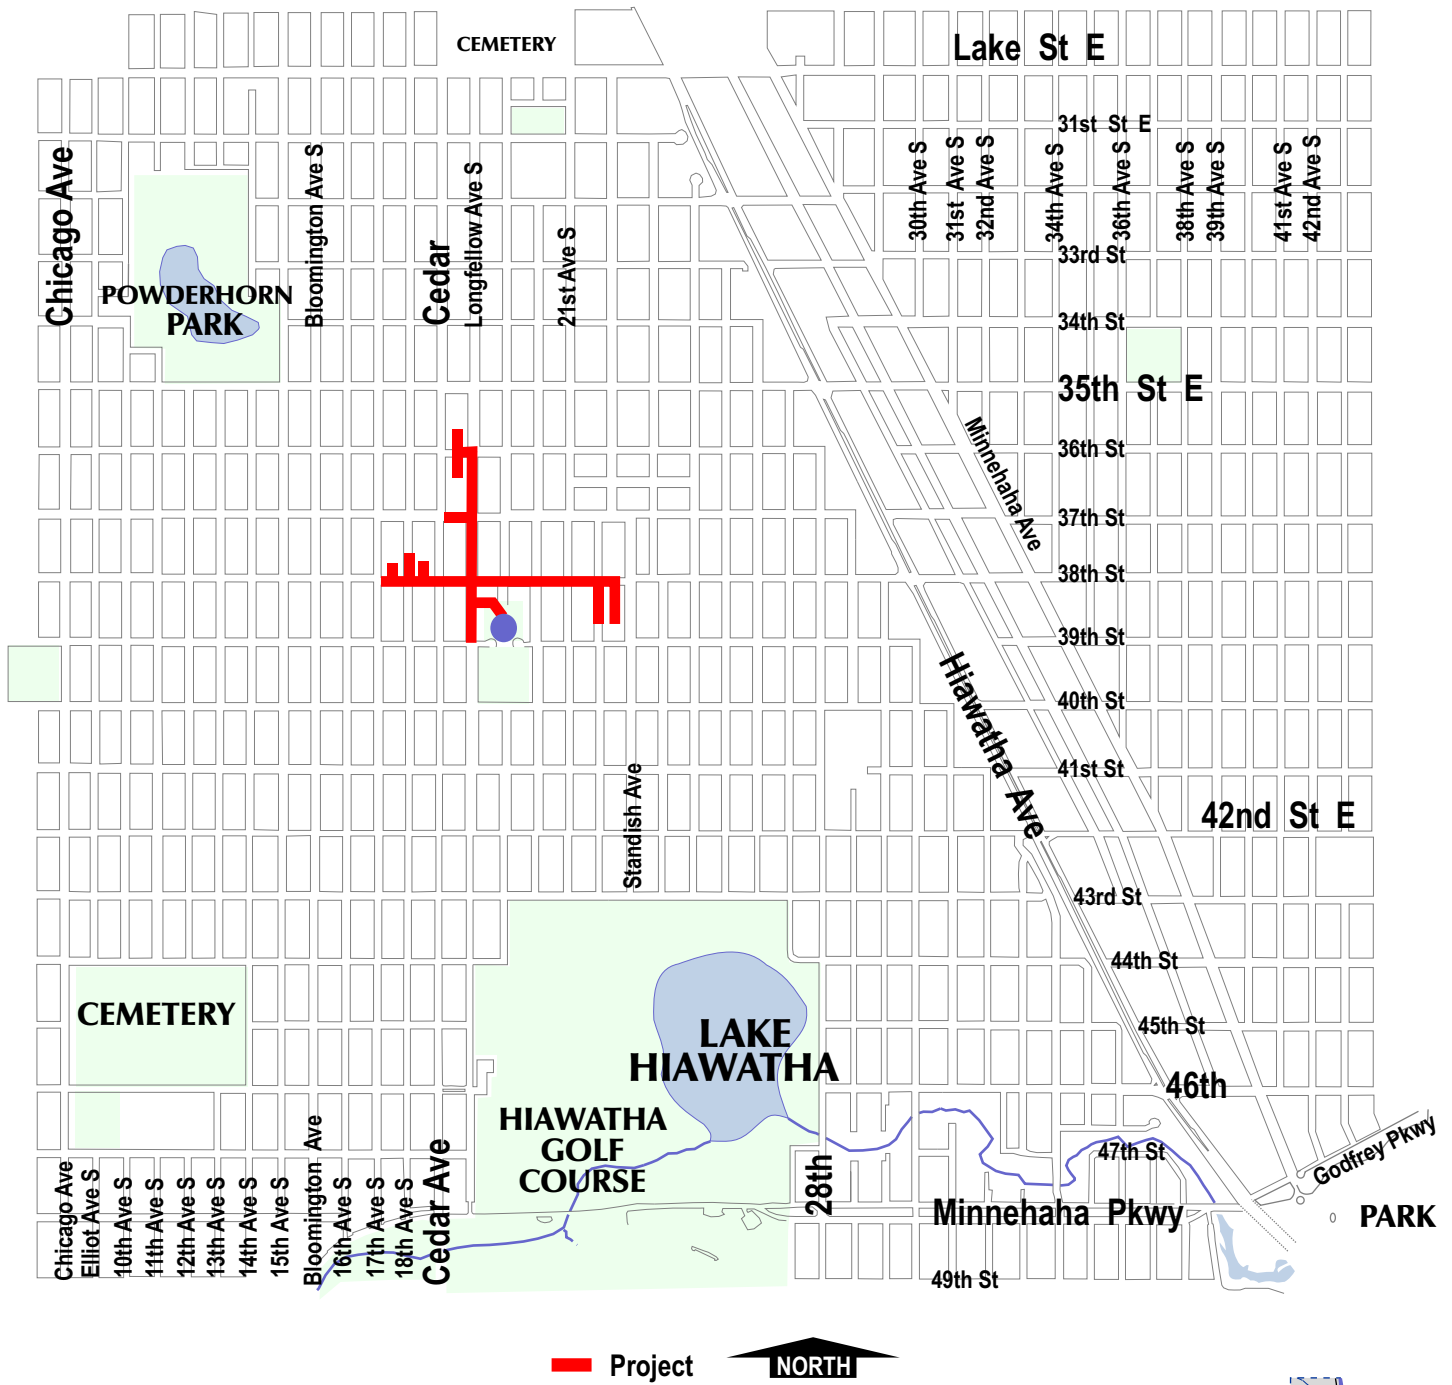 CEMETERY
Lake St E
31st St E
Chicago Ave
Bloomington Ave S
Cedar
Longfellow Ave S
21st Ave S
30th Ave S
31st Ave S
32nd Ave S
34th Ave S
36th Ave S
38th Ave S
39th Ave S
41st Ave S
42nd Ave S
33rd St
POWDERHORN
PARK
34th St
35th St E
Minnehaha Ave
36th St
37th St
38th St
39th St
Hiawatha Ave
40th St
41st St
Standish Ave
42nd St E
43rd St
44th St
CEMETERY
LAKE
HIAWATHA
45th St
46th
HIAWATHA
GOLF
COURSE
47th St
Godfrey Pkwy
28th
Minnehaha Pkwy
PARK
Chicago Ave
Elliot Ave S
10th Ave S
11th Ave S
12th Ave S
13th Ave S
14th Ave S
15th Ave S
Bloomington Ave
16th Ave S
17th Ave S
18th Ave S
Cedar Ave
49th St
Project
NORTH